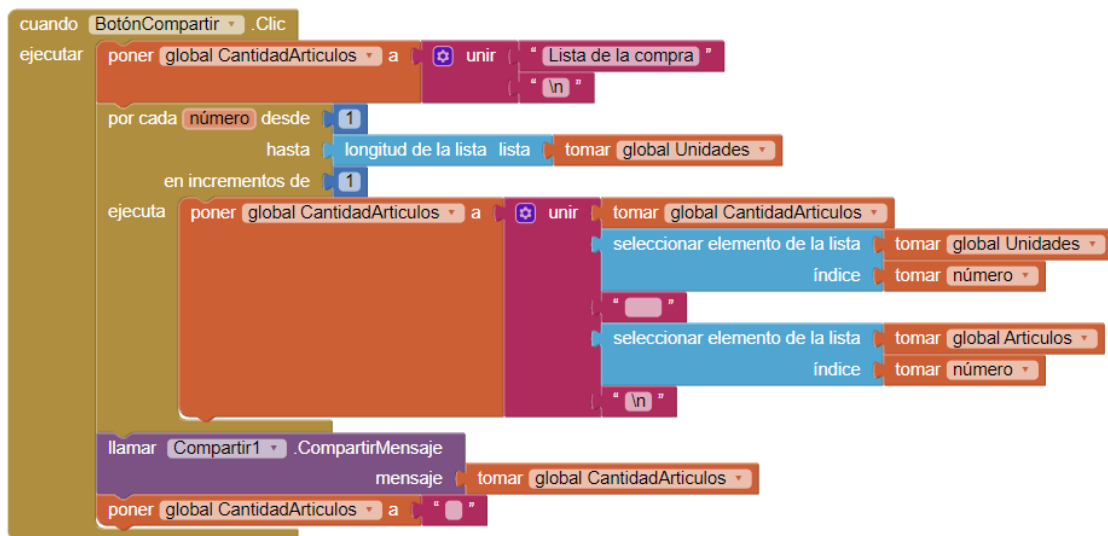 cuando BotónCompartir .Clic
ejecutar poner global CantidadArticulos a unir " Lista de la compra "
" \n "
por cada número desde 1
hasta longitud de la lista lista tomar global Unidades
en incrementos de 1
ejecuta poner global CantidadArticulos a unir tomar global CantidadArticulos
seleccionar elemento de la lista tomar global Unidades
índice tomar número
" "
seleccionar elemento de la lista tomar global Articulos
índice tomar número
" \n "
llamar Compartir1 .CompartirMensaje
mensaje tomar global CantidadArticulos
poner global CantidadArticulos a " "